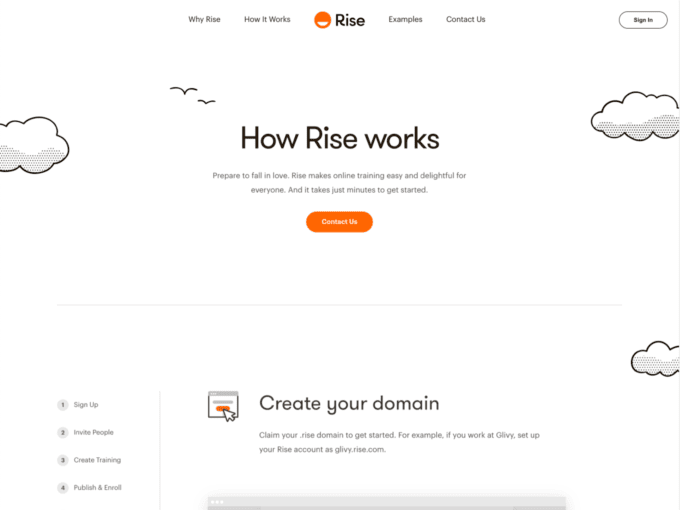 Why Rise
How It Works
Rise
Examples
Contact Us
Sign In
How Rise works
Prepare to fall in love. Rise makes online training easy and delightful for
everyone. And it takes just minutes to get started.
Contact Us
1 Sign Up
2 Invite People
3 Create Training
4 Publish & Enroll
Create your domain
Claim your .rise domain to get started. For example, if you work at Glivy, set up
your Rise account as glivy.rise.com.